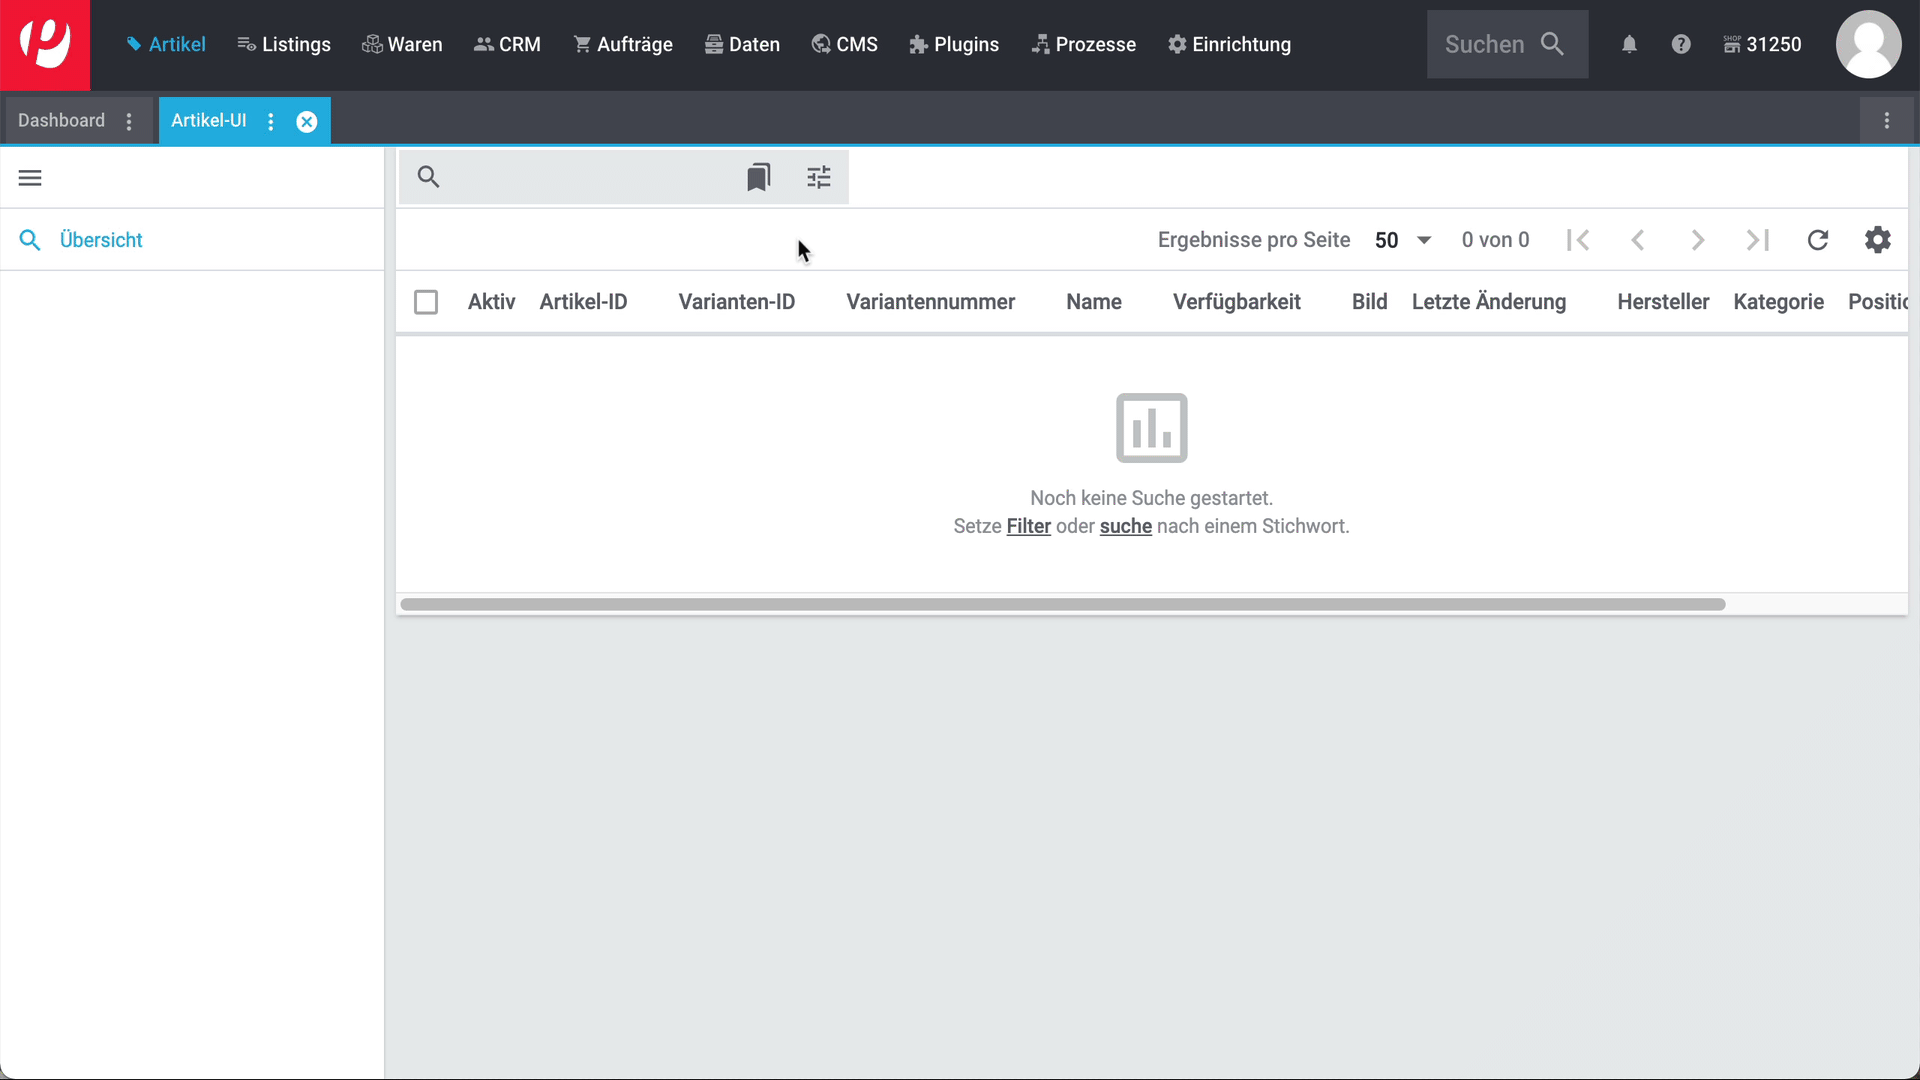 Artikel Listings Waren CRM Aufträge Daten CMS Plugins Prozesse Einrichtung Suchen SHOP 31250
Dashboard Artikel-UI
Übersicht
Ergebnisse pro Seite 50 0 von 0
Aktiv Artikel-ID Varianten-ID Variantennummer Name Verfügbarkeit Bild Letzte Änderung Hersteller Kategorie Positio
Noch keine Suche gestartet.
Setze Filter oder suche nach einem Stichwort.